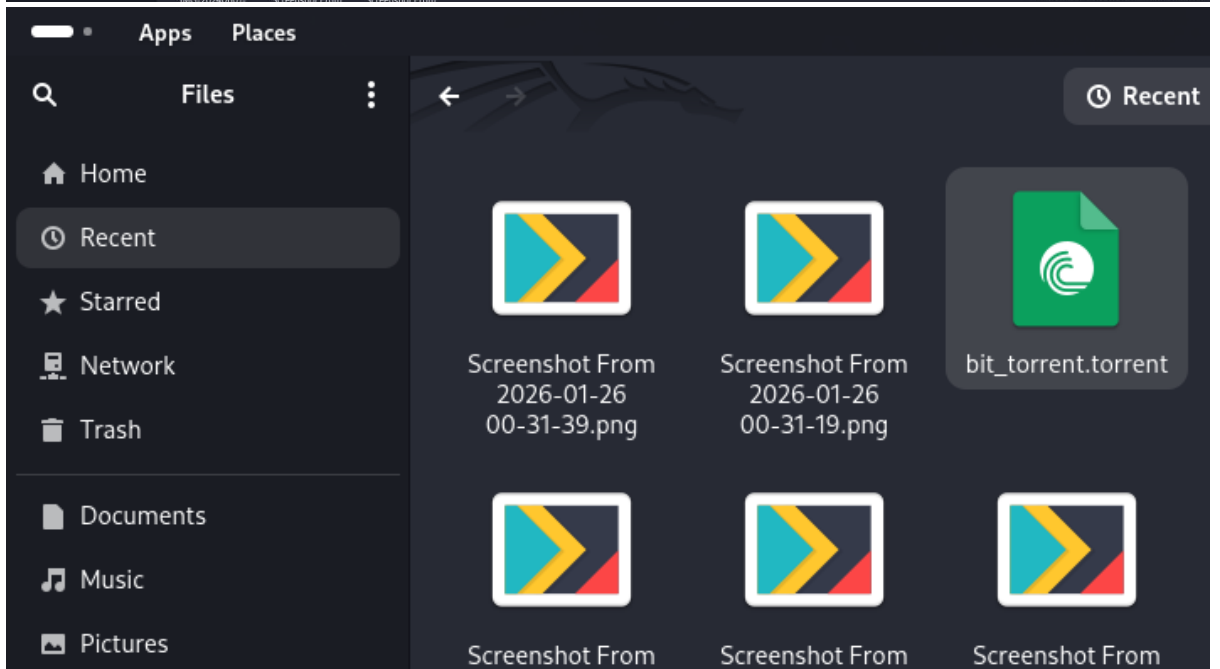 Apps Places
Files
Recent
Home
Recent
Starred
Network
Trash
Documents
Music
Pictures
Screenshot From
2026-01-26
00-31-39.png
Screenshot From
2026-01-26
00-31-19.png
bit_torrent.torrent
Screenshot From
Screenshot From
Screenshot From